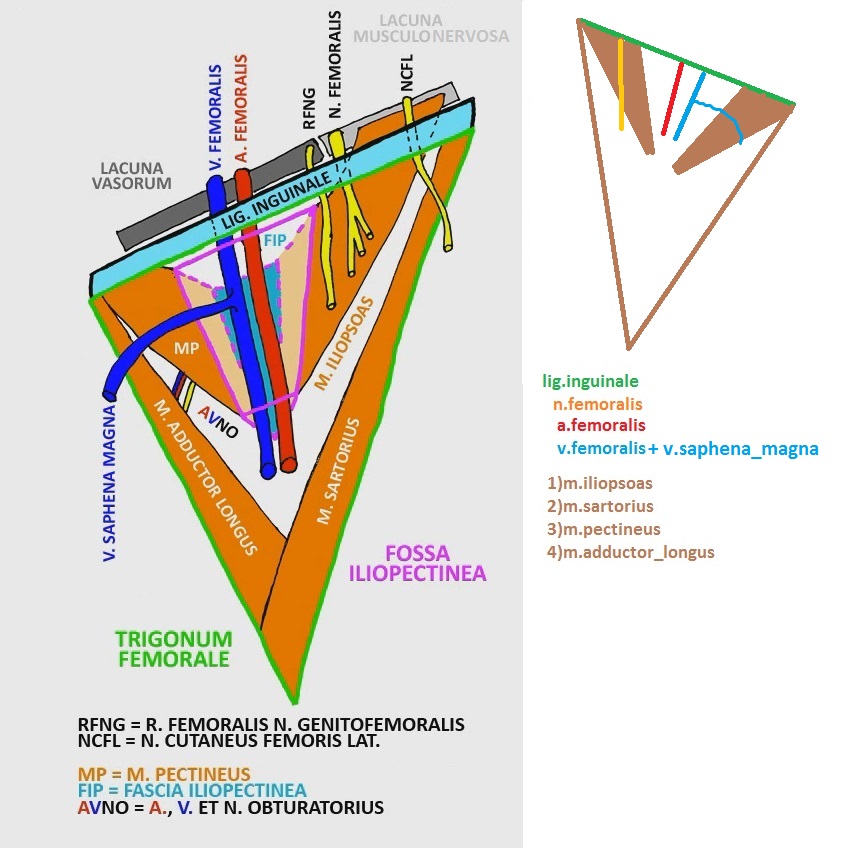 LACUNA
MUSCULONERVOSA
N. FEMORALIS
NCFL
A. FEMORALIS
V. FEMORALIS
RFNG
LACUNA
VASORUM
LIG. INGUINALE
FIP
MP
M. ILIOPSOAS
AVNO
M. ADDUCTOR LONGUS
M. SARTORIUS
V. SAPHENA MAGNA
FOSSA
ILIOPECTINEA
TRIGONUM
FEMORALE
RFNG = R. FEMORALIS N. GENITOFEMORALIS
NCFL = N. CUTANEUS FEMORIS LAT.
MP = M. PECTINEUS
FIP = FASCIA ILIOPECTINEA
AVNO = A., V. ET N. OBTURATORIUS
lig.inguinale
n.femoralis
a.femoralis
v.femoralis+ v.saphena_magna
1)m.iliopsoas
2)m.sartorius
3)m.pectineus
4)m.adductor_longus